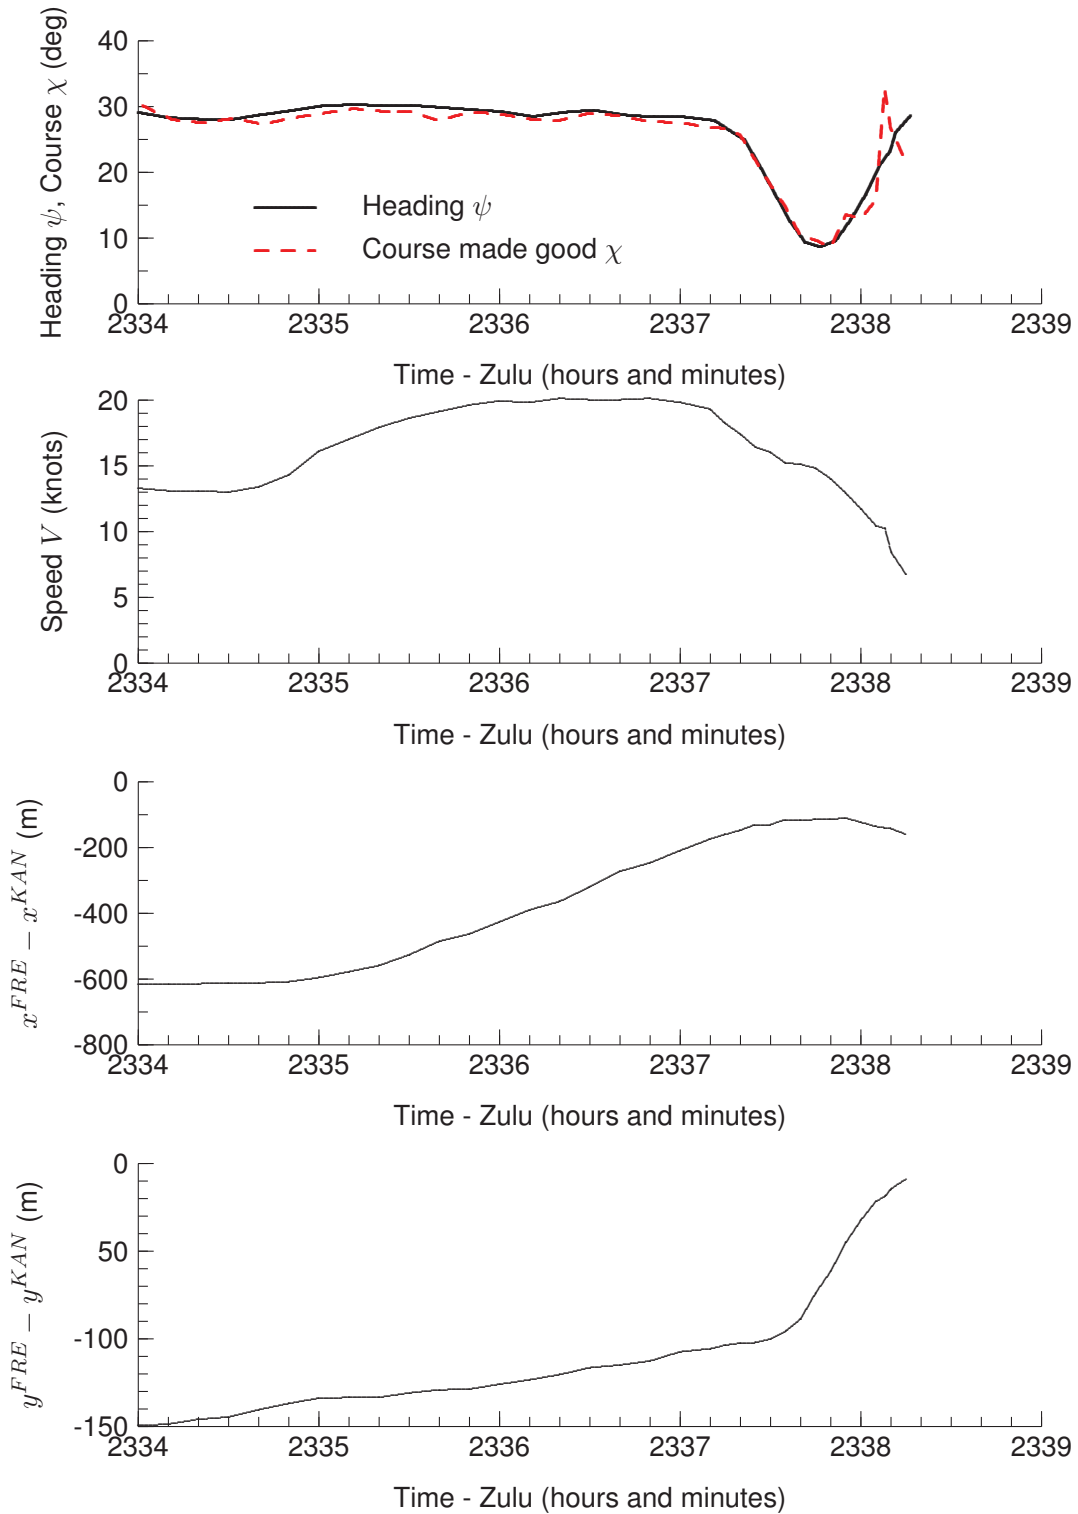 Heading ψ, Course χ (deg)
40
30
20
10
0
Heading ψ
Course made good χ
2334 2335 2336 2337 2338 2339
Time - Zulu (hours and minutes)
Speed V (knots)
20
15
10
5
0
2334 2335 2336 2337 2338 2339
Time - Zulu (hours and minutes)
x^FRE − x^KAN (m)
0
-200
-400
-600
-800
2334 2335 2336 2337 2338 2339
Time - Zulu (hours and minutes)
y^FRE − y^KAN (m)
0
50
-100
-150
2334 2335 2336 2337 2338 2339
Time - Zulu (hours and minutes)